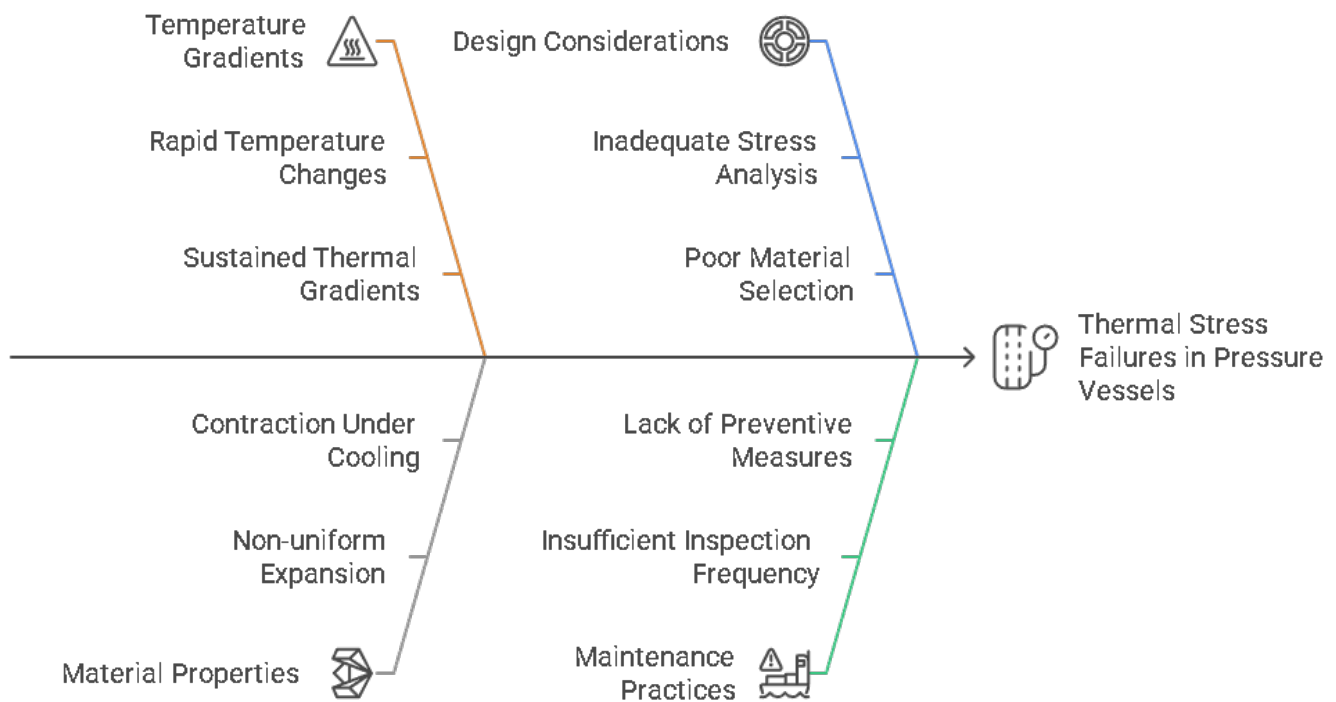 Temperature
Gradients
Design Considerations
Rapid Temperature
Changes
Inadequate Stress
Analysis
Sustained Thermal
Gradients
Poor Material
Selection
Thermal Stress
Failures in Pressure
Vessels
Contraction Under
Cooling
Lack of Preventive
Measures
Non-uniform
Expansion
Insufficient Inspection
Frequency
Material Properties
Maintenance
Practices